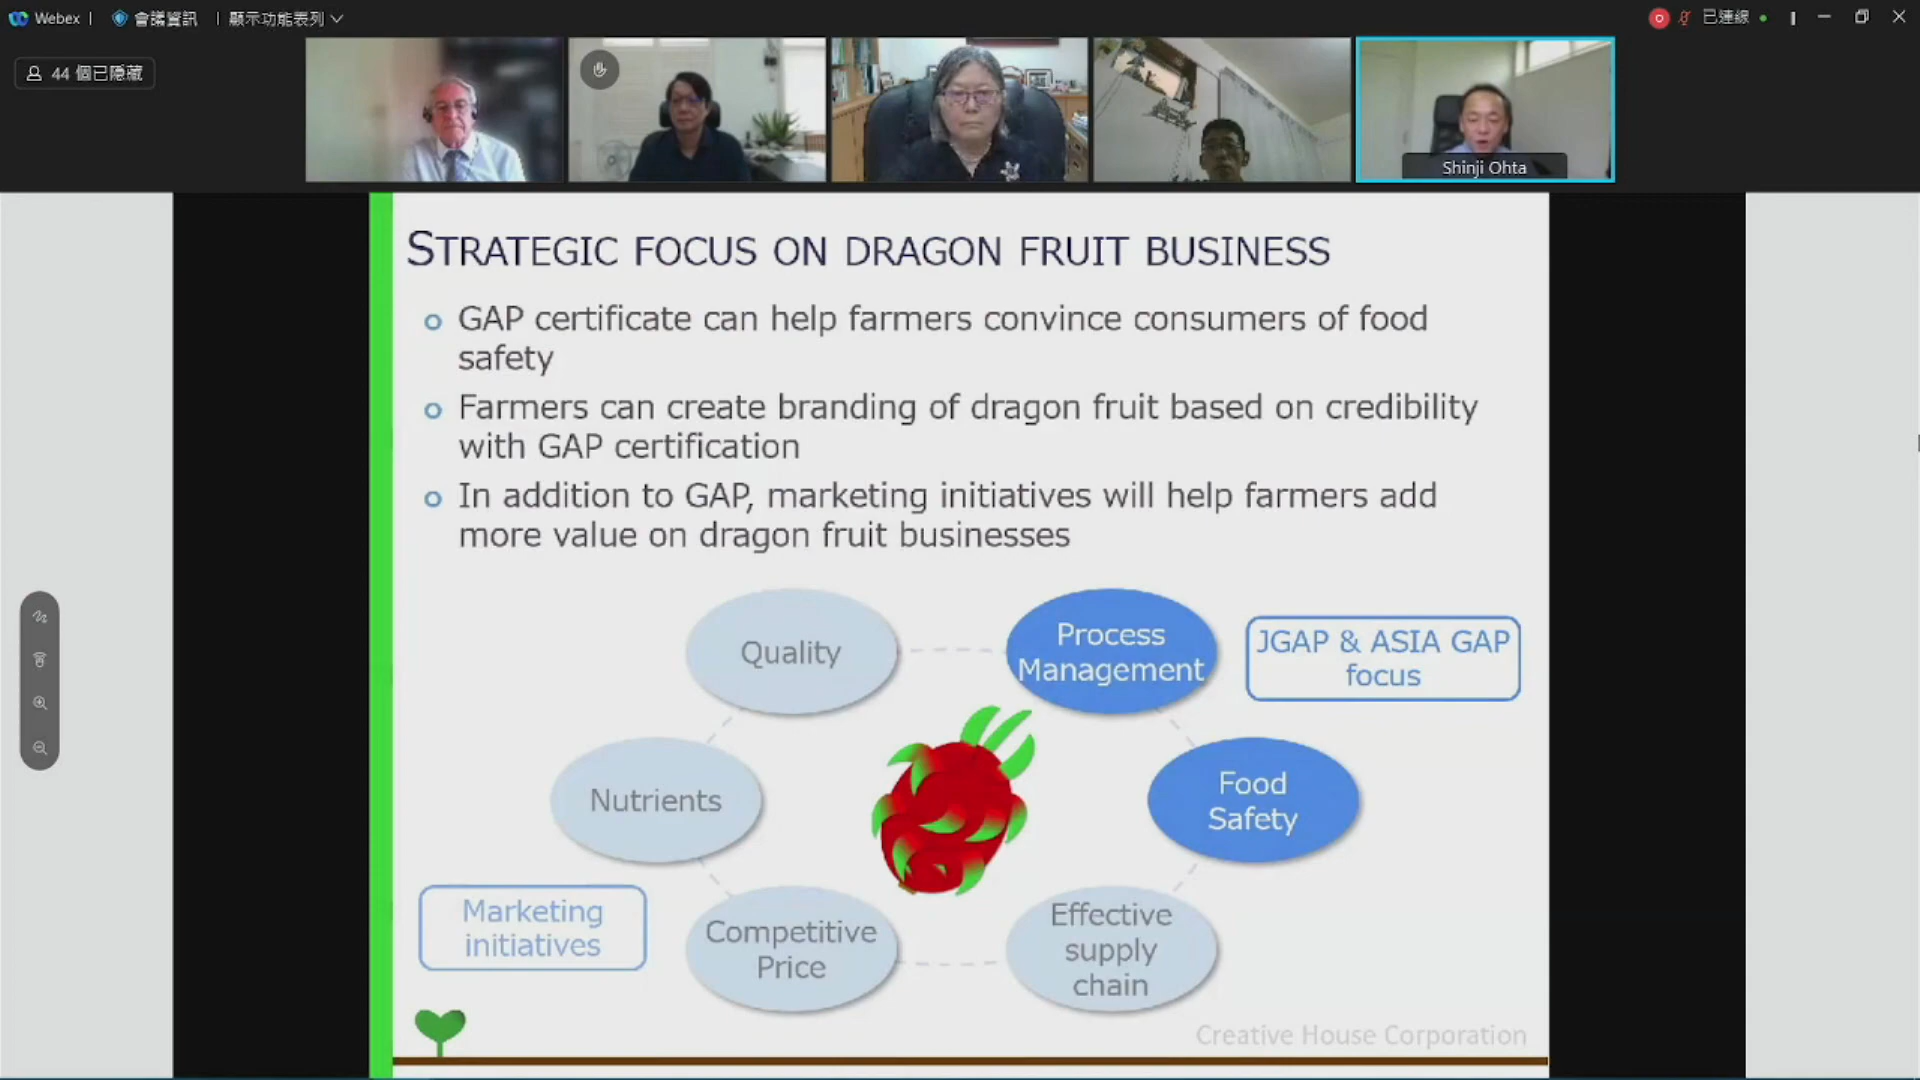 Webex
會議資訊
顯示功能表列
已連線
44 個已隱藏
Shinji Ohta
STRATEGIC FOCUS ON DRAGON FRUIT BUSINESS
GAP certificate can help farmers convince consumers of food
safety
Farmers can create branding of dragon fruit based on credibility
with GAP certification
In addition to GAP, marketing initiatives will help farmers add
more value on dragon fruit businesses
Quality
Process
Management
JGAP & ASIA GAP
focus
Nutrients
Food
Safety
Marketing
initiatives
Competitive
Price
Effective
supply
chain
Creative House Corporation